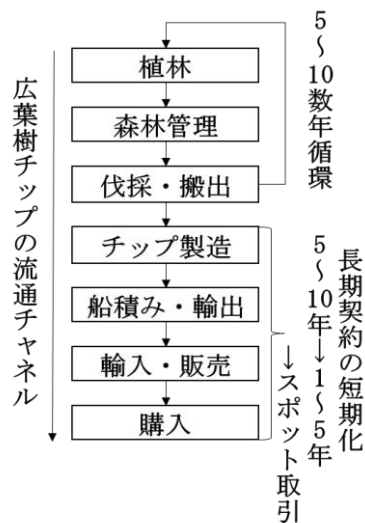 広葉樹チップの流通チャネル
植林
森林管理
伐採・搬出
チップ製造
船積み・輸出
輸入・販売
購入
5~10数年循環
長期契約の短期化
5~10年→1~5年
→スポット取引